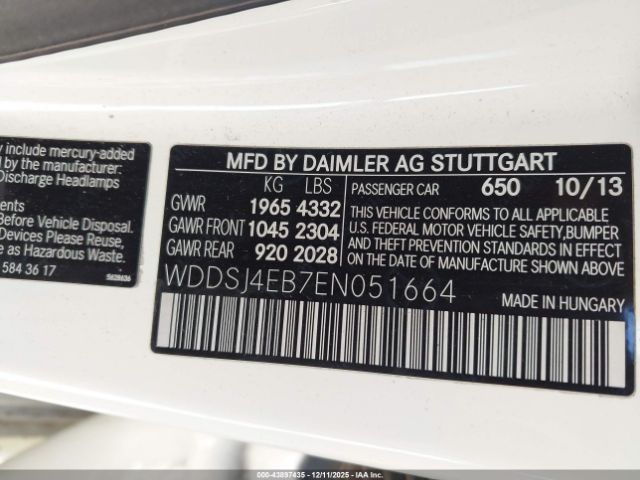 y include mercury-added
d by the manufacturer:
Discharge Headlamps
nents
Before Vehicle Disposal.
Devices Please Reuse,
e as Hazardous Waste.
584 36 17
MFD BY DAIMLER AG STUTTGART
KG LBS
GVWR 1965 4332
GAWR FRONT 1045 2304
GAWR REAR 920 2028
PASSENGER CAR 650 10/13
THIS VEHICLE CONFORMS TO ALL APPLICABLE
U.S. FEDERAL MOTOR VEHICLE SAFETY,BUMPER
AND THEFT PREVENTION STANDARDS IN EFFECT
ON THE DATE OF MANUFACTURE SHOWN ABOVE
WDDSJ4EB7EN051664
MADE IN HUNGARY
000-43897435 - 12/11/2025 - IAAI.COM